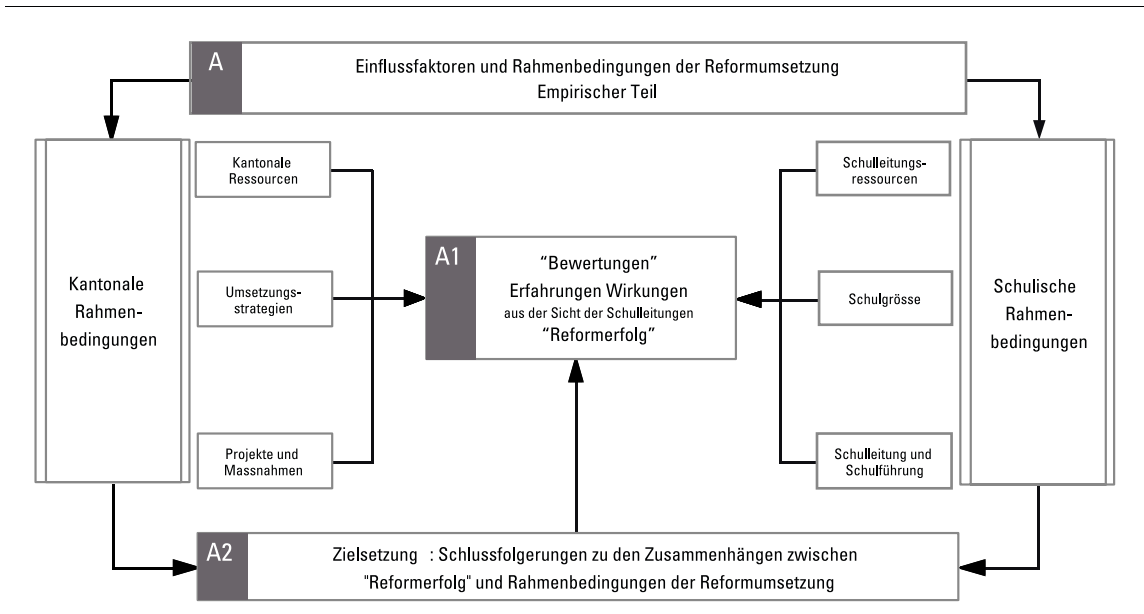 A
Einflussfaktoren und Rahmenbedingungen der Reformumsetzung
Empirischer Teil
Kantonale
Rahmen-
bedingungen
Kantonale
Ressourcen
Umsetzungs-
strategien
Projekte und
Massnahmen
A1
“Bewertungen”
Erfahrungen Wirkungen
aus der Sicht der Schulleitungen
“Reformerfolg”
Schulleitungs-
ressourcen
Schulgrösse
Schulleitung und
Schulführung
Schulische
Rahmen-
bedingungen
A2
Zielsetzung : Schlussfolgerungen zu den Zusammenhängen zwischen
"Reformerfolg" und Rahmenbedingungen der Reformumsetzung